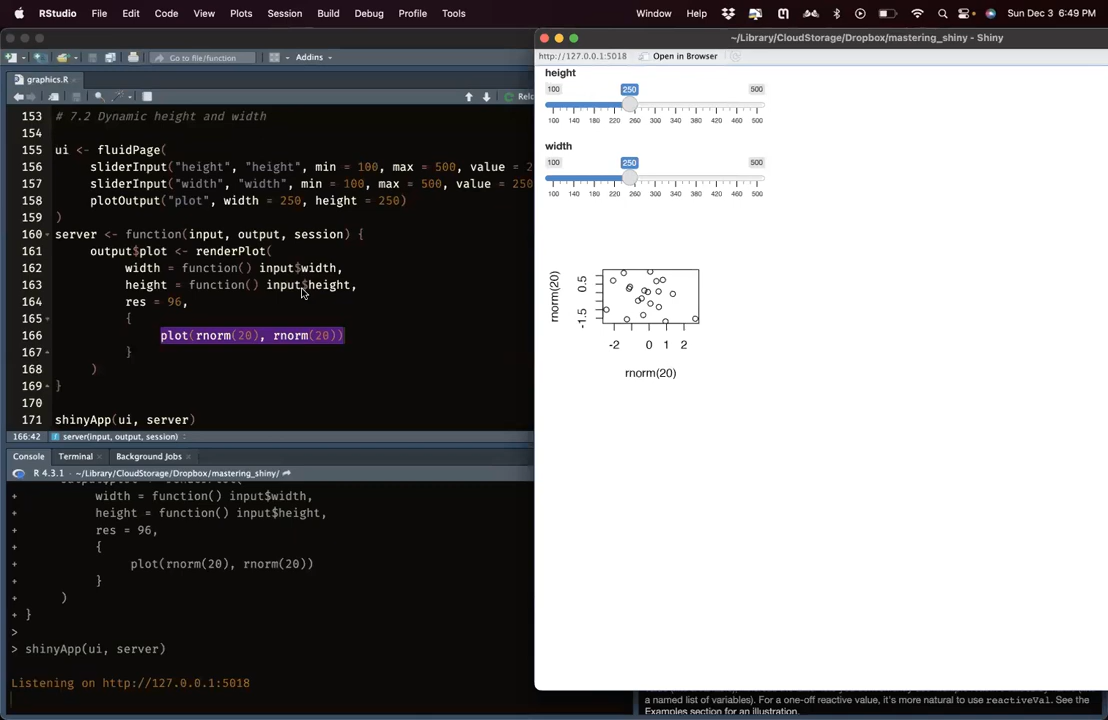 RStudio File Edit Code View Plots Session Build Debug Profile Tools Window Help Sun Dec 3 6:49 PM
Go to file/function Addins
graphics.R
153 # 7.2 Dynamic height and width
154
155 ui <- fluidPage(
156 sliderInput("height", "height", min = 100, max = 500, value = 2
157 sliderInput("width", "width", min = 100, max = 500, value = 250
158 plotOutput("plot", width = 250, height = 250)
159 )
160 server <- function(input, output, session) {
161 output$plot <- renderPlot(
162 width = function() input$width,
163 height = function() input$height,
164 res = 96,
165 {
166 plot(rnorm(20), rnorm(20))
167 }
168 )
169 }
170
171 shinyApp(ui, server)
166:42 server(input, output, session)
Console Terminal Background Jobs
R 4.3.1 · ~/Library/CloudStorage/Dropbox/mastering_shiny/
+ width = function() input$width,
+ height = function() input$height,
+ res = 96,
+ {
+ plot(rnorm(20), rnorm(20))
+ }
+ )
+ }
>
> shinyApp(ui, server)
Listening on http://127.0.0.1:5018
~/Library/CloudStorage/Dropbox/mastering_shiny - Shiny
http://127.0.0.1:5018 Open in Browser
height
100 250 500
100 140 180 220 260 300 340 380 420 460 500
width
100 250 500
100 140 180 220 260 300 340 380 420 460 500
rnorm(20)
0.5
-1.5
-2 0 1 2
rnorm(20)
a named list of variables). For a one-off reactive value, it's more natural to use reactiveVal. See the
Examples section for an illustration.